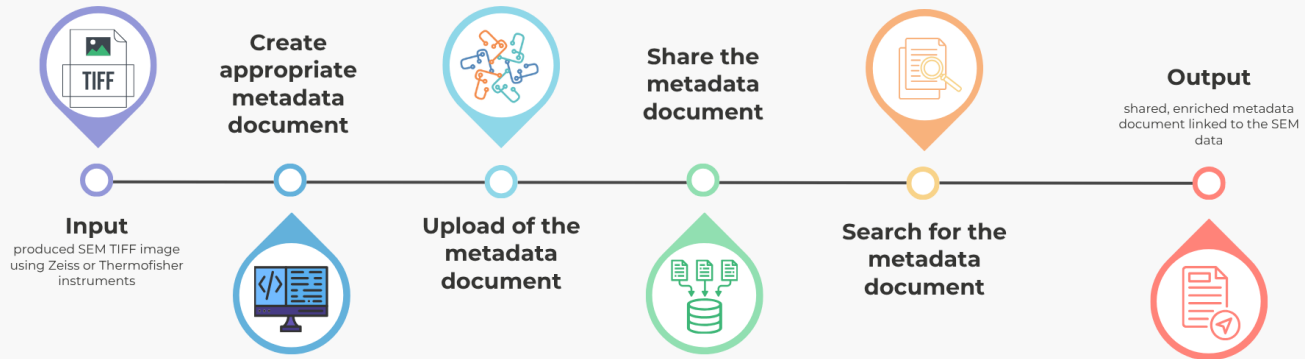 TIFF
Input
produced SEM TIFF image
using Zeiss or Thermofisher
instruments
Create
appropriate
metadata
document
</>
Upload of the
metadata
document
Share the
metadata
document
Search for the
metadata
document
Output
shared, enriched metadata
document linked to the SEM
data